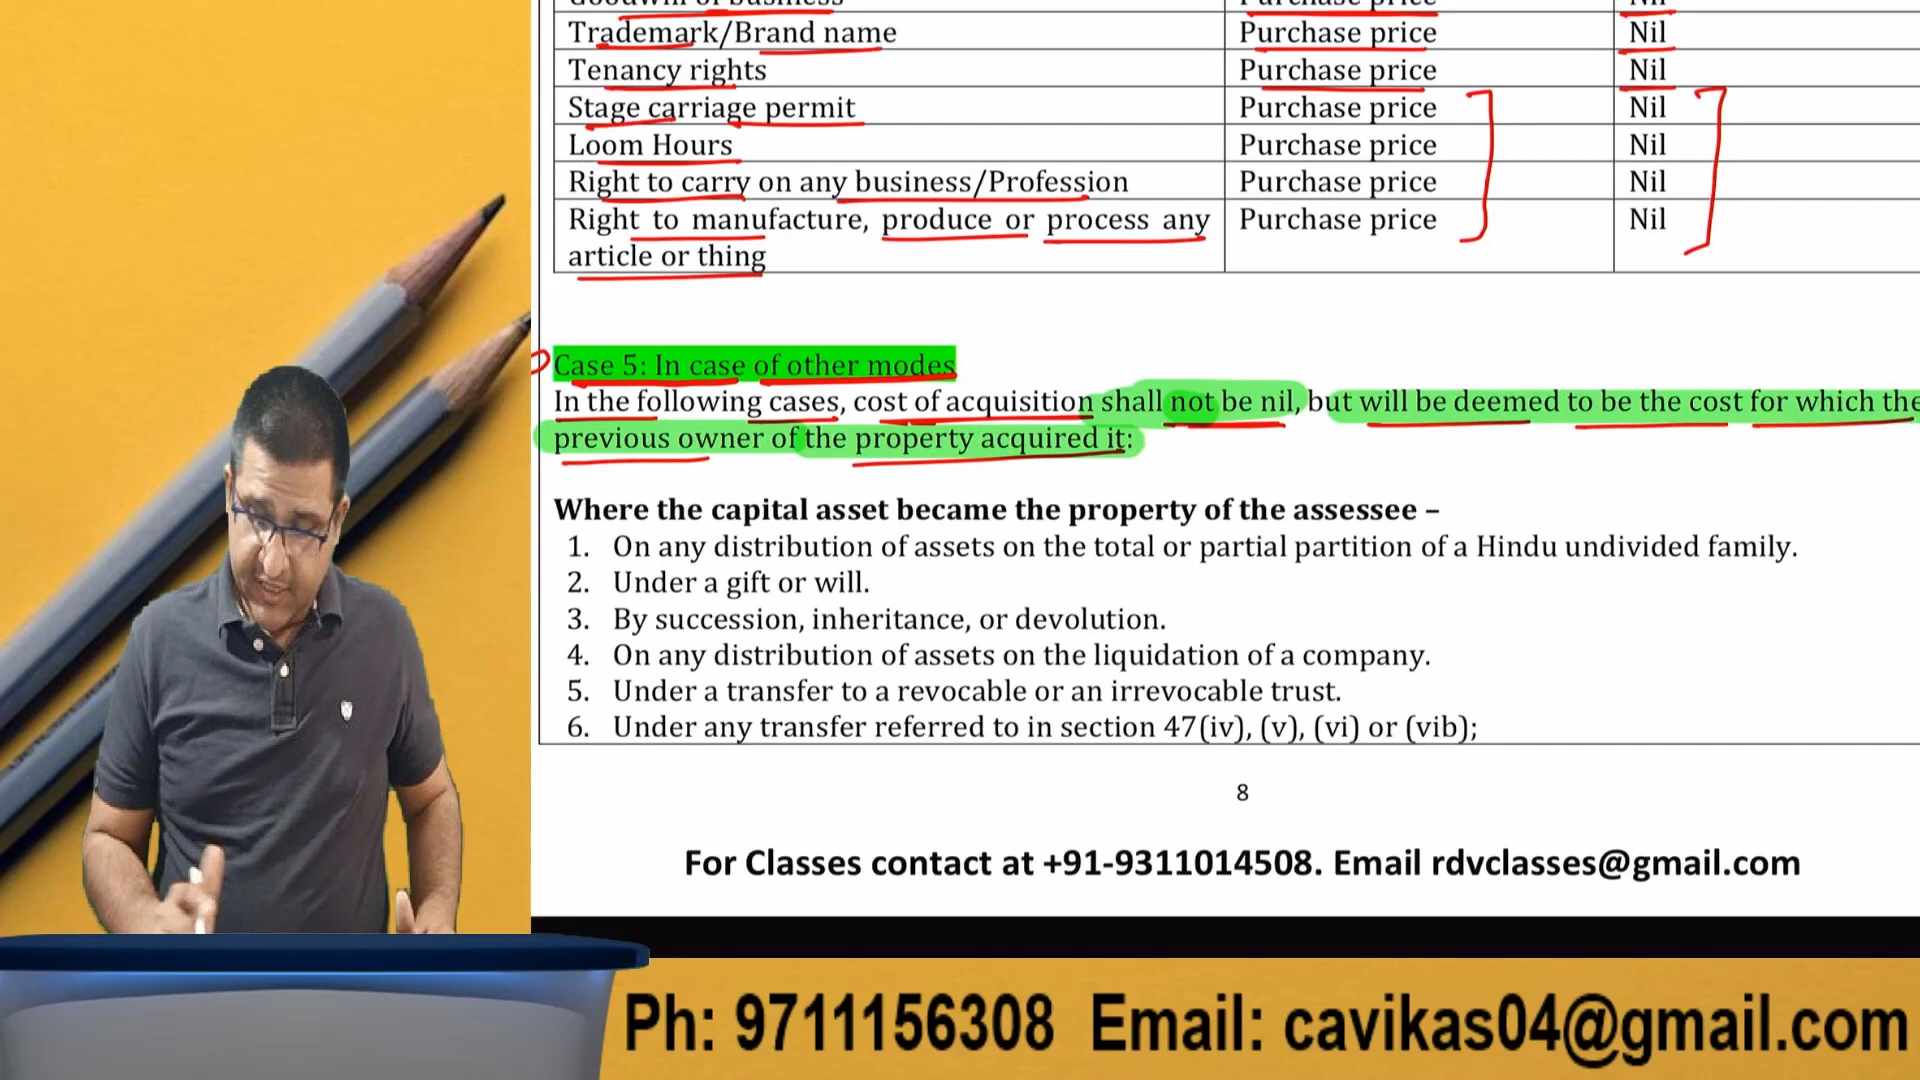 Goodwill of business Purchase price Nil
Trademark/Brand name Purchase price Nil
Tenancy rights Purchase price Nil
Stage carriage permit Purchase price Nil
Loom Hours Purchase price Nil
Right to carry on any business/Profession Purchase price Nil
Right to manufacture, produce or process any Purchase price Nil
article or thing
Case 5: In case of other modes
In the following cases, cost of acquisition shall not be nil, but will be deemed to be the cost for which the
previous owner of the property acquired it:
Where the capital asset became the property of the assessee –
1. On any distribution of assets on the total or partial partition of a Hindu undivided family.
2. Under a gift or will.
3. By succession, inheritance, or devolution.
4. On any distribution of assets on the liquidation of a company.
5. Under a transfer to a revocable or an irrevocable trust.
6. Under any transfer referred to in section 47(iv), (v), (vi) or (vib);
8
For Classes contact at +91-9311014508. Email rdvclasses@gmail.com
Ph: 9711156308 Email: cavikas04@gmail.com